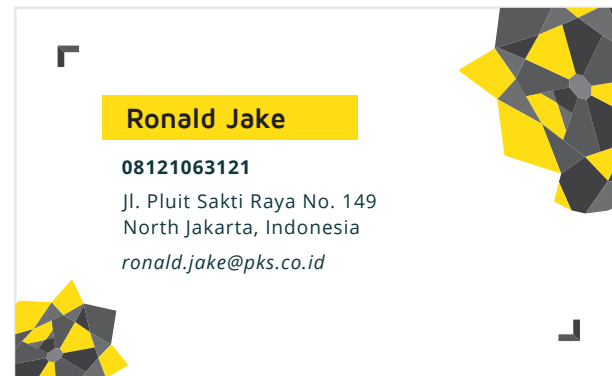 Ronald Jake
08121063121
Jl. Pluit Sakti Raya No. 149
North Jakarta, Indonesia
ronald.jake@pks.co.id